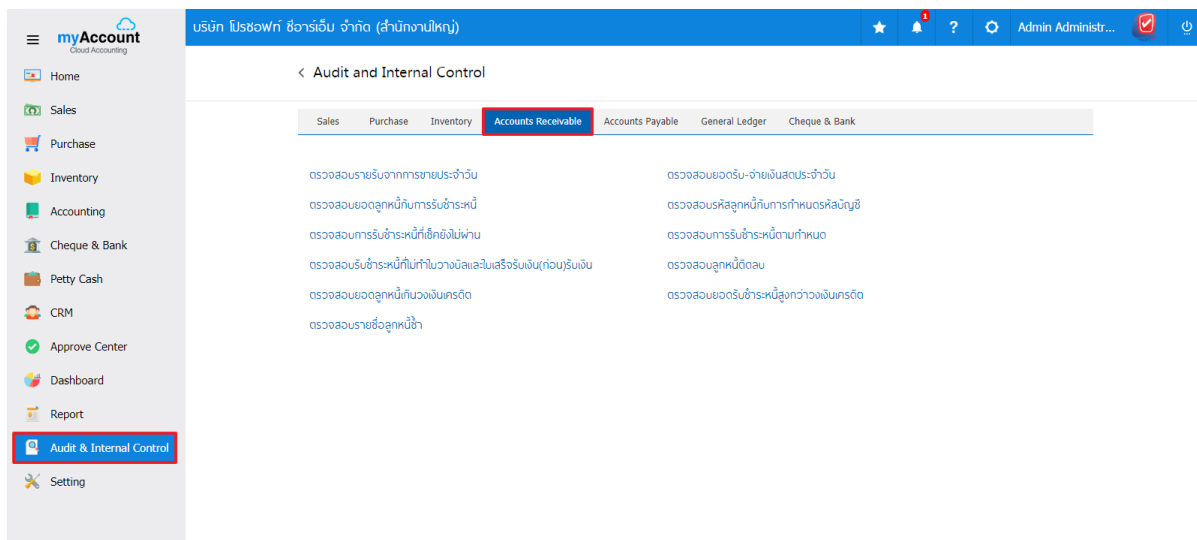 บริษัท โปรซอฟท์ ซีอาร์เอ็ม จำกัด (สำนักงานใหญ่)
1
?
Admin Administr...
myAccount
Cloud Accounting
Home
Sales
Purchase
Inventory
Accounting
Cheque & Bank
Petty Cash
CRM
Approve Center
Dashboard
Report
Audit & Internal Control
Setting
< Audit and Internal Control
Sales Purchase Inventory Accounts Receivable Accounts Payable General Ledger Cheque & Bank
ตรวจสอบรายรับจากการขายประจำวัน ตรวจสอบยอดรับ-จ่ายเงินสดประจำวัน
ตรวจสอบยอดลูกหนี้กับการรับชำระหนี้ ตรวจสอบรหัสลูกหนี้กับการกำหนดรหัสบัญชี
ตรวจสอบการรับชำระหนี้ที่เช็คยังไม่ผ่าน ตรวจสอบการรับชำระหนี้ตามกำหนด
ตรวจสอบรับชำระหนี้ที่ไม่ทำใบวางบิลและใบเสร็จรับเงิน(ก่อน)รับเงิน ตรวจสอบลูกหนี้ติดลบ
ตรวจสอบยอดลูกหนี้เกินวงเงินเครดิต ตรวจสอบยอดรับชำระหนี้สูงกว่าวงเงินเครดิต
ตรวจสอบรายชื่อลูกหนี้ซ้ำ